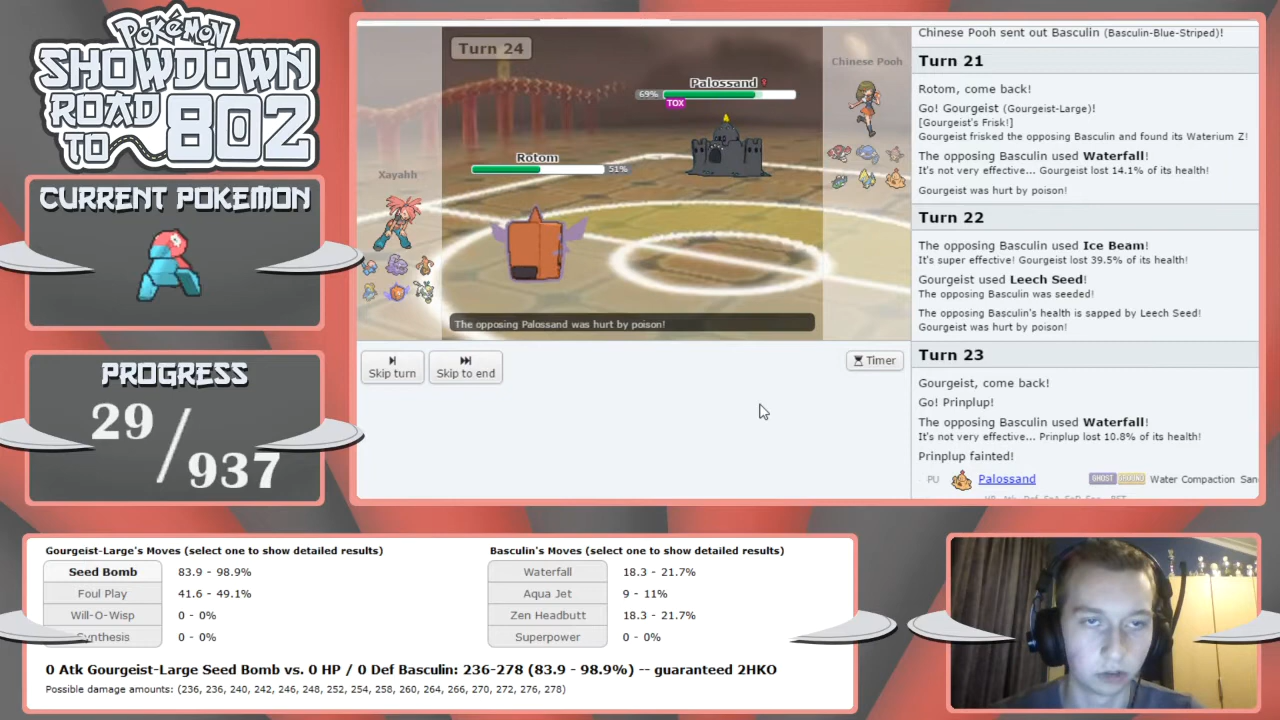 Pokémon
SHOWDOWN
ROAD
TO
802
CURRENT POKEMON
PROGRESS
29/937
Turn 24
Chinese Pooh
Palossand
69%
TOX
Rotom
51%
Xayahh
The opposing Palossand was hurt by poison!
Skip turn
Skip to end
Timer
Chinese Pooh sent out Basculin (Basculin-Blue-Striped)!
Turn 21
Rotom, come back!
Go! Gourgeist (Gourgeist-Large)!
[Gourgeist's Frisk!]
Gourgeist frisked the opposing Basculin and found its Waterium Z!
The opposing Basculin used Waterfall!
It's not very effective... Gourgeist lost 14.1% of its health!
Gourgeist was hurt by poison!
Turn 22
The opposing Basculin used Ice Beam!
It's super effective! Gourgeist lost 39.5% of its health!
Gourgeist used Leech Seed!
The opposing Basculin was seeded!
The opposing Basculin's health is sapped by Leech Seed!
Gourgeist was hurt by poison!
Turn 23
Gourgeist, come back!
Go! Prinplup!
The opposing Basculin used Waterfall!
It's not very effective... Prinplup lost 10.8% of its health!
Prinplup fainted!
PU Palossand GHOST GROUND Water Compaction San
Gourgeist-Large's Moves (select one to show detailed results)
Seed Bomb 83.9 - 98.9%
Foul Play 41.6 - 49.1%
Will-O-Wisp 0 - 0%
Synthesis 0 - 0%
Basculin's Moves (select one to show detailed results)
Waterfall 18.3 - 21.7%
Aqua Jet 9 - 11%
Zen Headbutt 18.3 - 21.7%
Superpower 0 - 0%
0 Atk Gourgeist-Large Seed Bomb vs. 0 HP / 0 Def Basculin: 236-278 (83.9 - 98.9%) -- guaranteed 2HKO
Possible damage amounts: (236, 236, 240, 242, 246, 248, 252, 254, 258, 260, 264, 266, 270, 272, 276, 278)